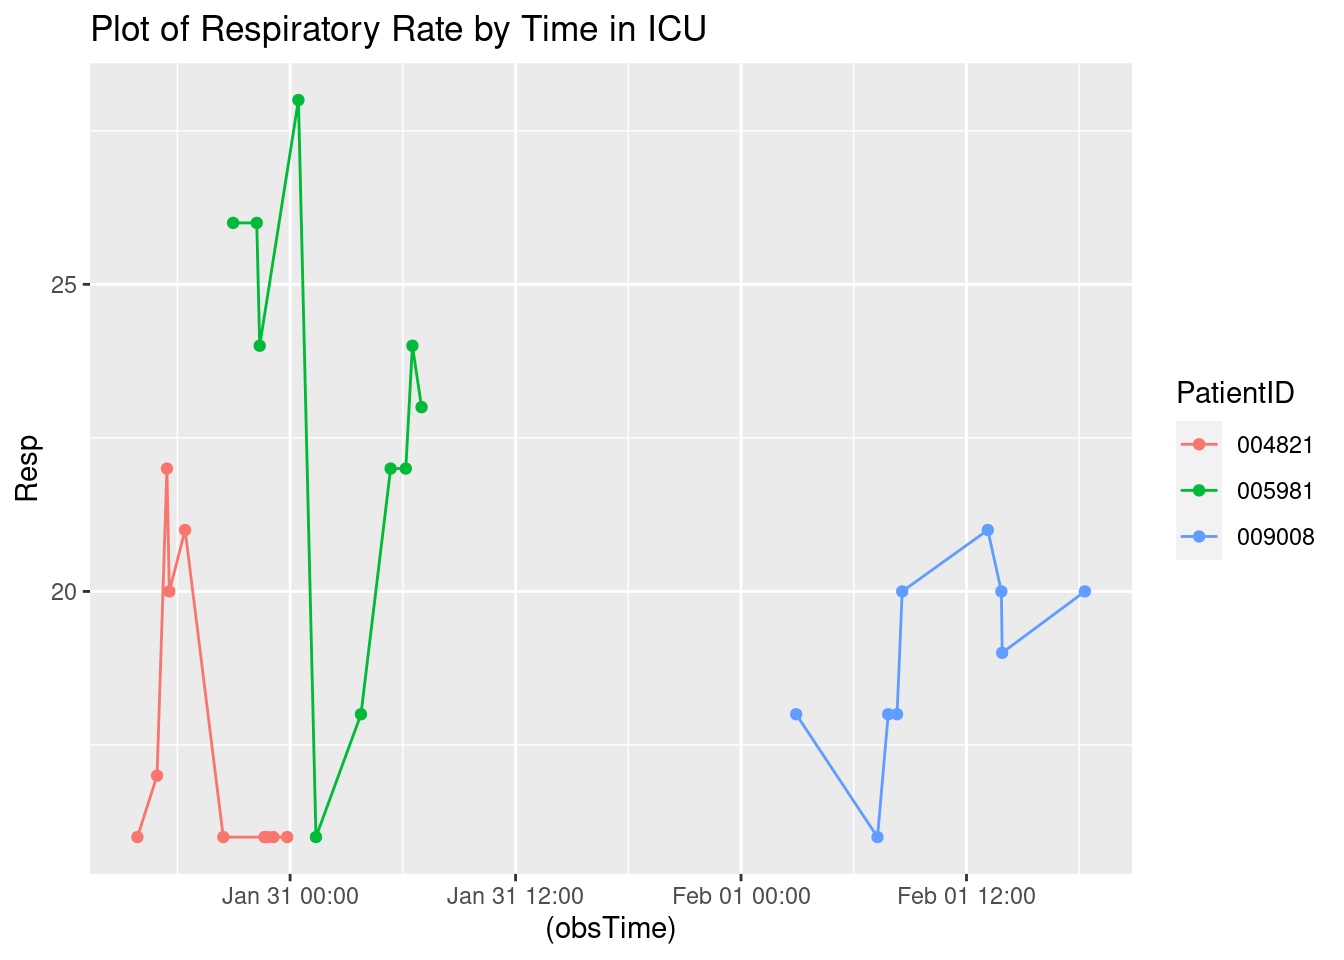 Plot of Respiratory Rate by Time in ICU
Resp
25
20
Jan 31 00:00
Jan 31 12:00
Feb 01 00:00
Feb 01 12:00
(obsTime)
PatientID
004821
005981
009008